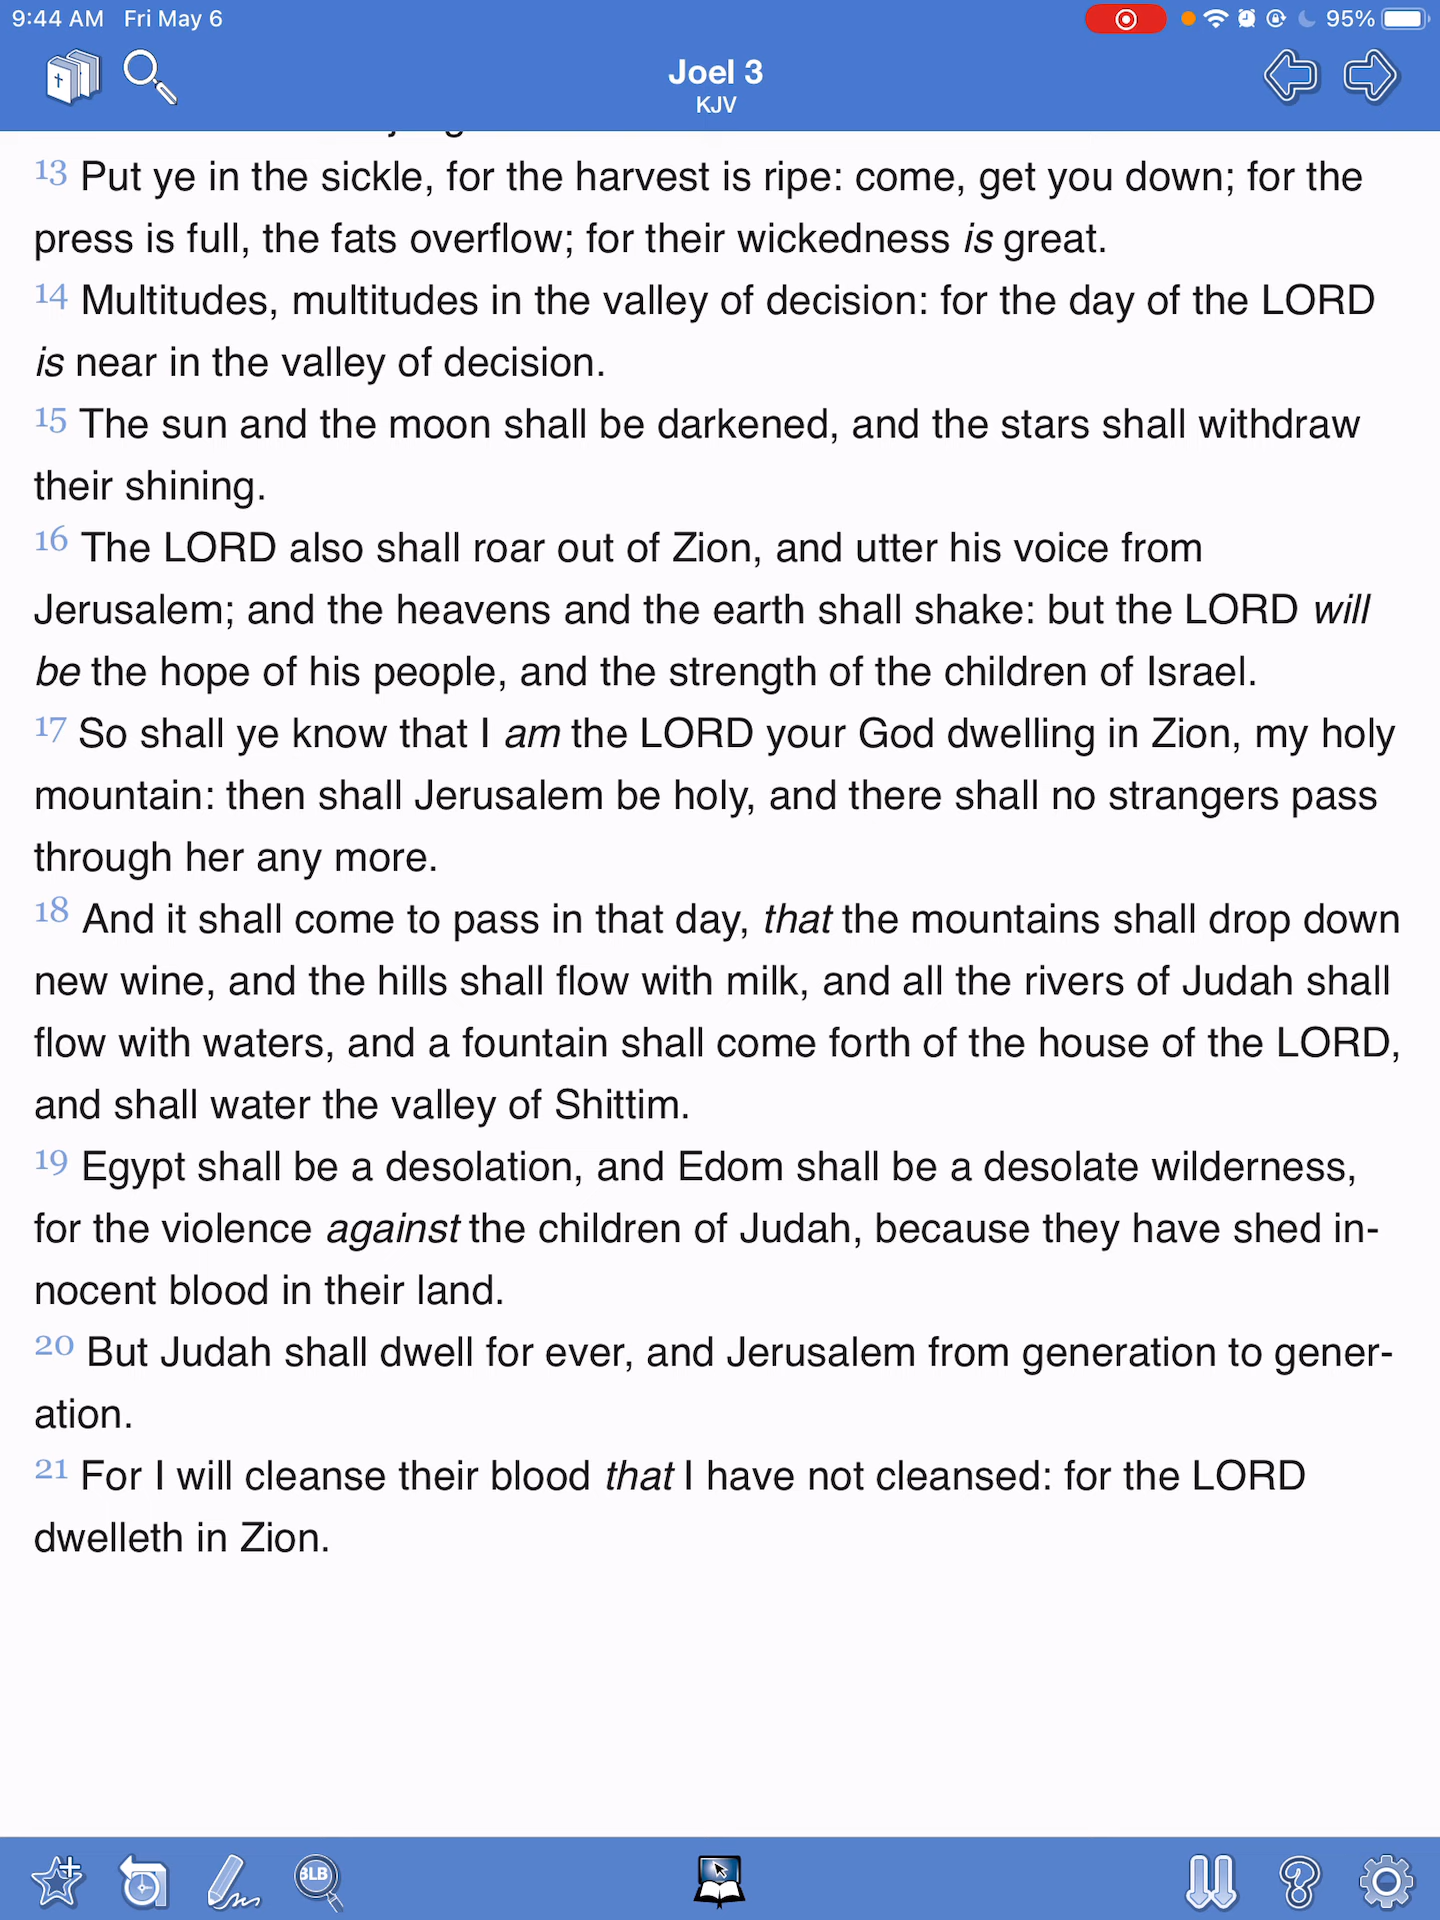 9:44 AM Fri May 6 95%
Joel 3
KJV
13 Put ye in the sickle, for the harvest is ripe: come, get you down; for the
press is full, the fats overflow; for their wickedness is great.
14 Multitudes, multitudes in the valley of decision: for the day of the LORD
is near in the valley of decision.
15 The sun and the moon shall be darkened, and the stars shall withdraw
their shining.
16 The LORD also shall roar out of Zion, and utter his voice from
Jerusalem; and the heavens and the earth shall shake: but the LORD will
be the hope of his people, and the strength of the children of Israel.
17 So shall ye know that I am the LORD your God dwelling in Zion, my holy
mountain: then shall Jerusalem be holy, and there shall no strangers pass
through her any more.
18 And it shall come to pass in that day, that the mountains shall drop down
new wine, and the hills shall flow with milk, and all the rivers of Judah shall
flow with waters, and a fountain shall come forth of the house of the LORD,
and shall water the valley of Shittim.
19 Egypt shall be a desolation, and Edom shall be a desolate wilderness,
for the violence against the children of Judah, because they have shed in-
nocent blood in their land.
20 But Judah shall dwell for ever, and Jerusalem from generation to gener-
ation.
21 For I will cleanse their blood that I have not cleansed: for the LORD
dwelleth in Zion.
BLB